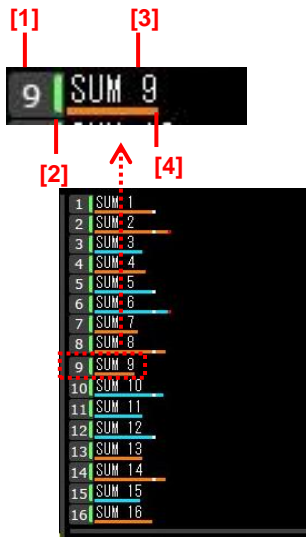 [1] [3]
9 SUM 9
[2] [4]
1 SUM 1
2 SUM 2
3 SUM 3
4 SUM 4
5 SUM 5
6 SUM 6
7 SUM 7
8 SUM 8
9 SUM 9
10 SUM 10
11 SUM 11
12 SUM 12
13 SUM 13
14 SUM 14
15 SUM 15
16 SUM 16